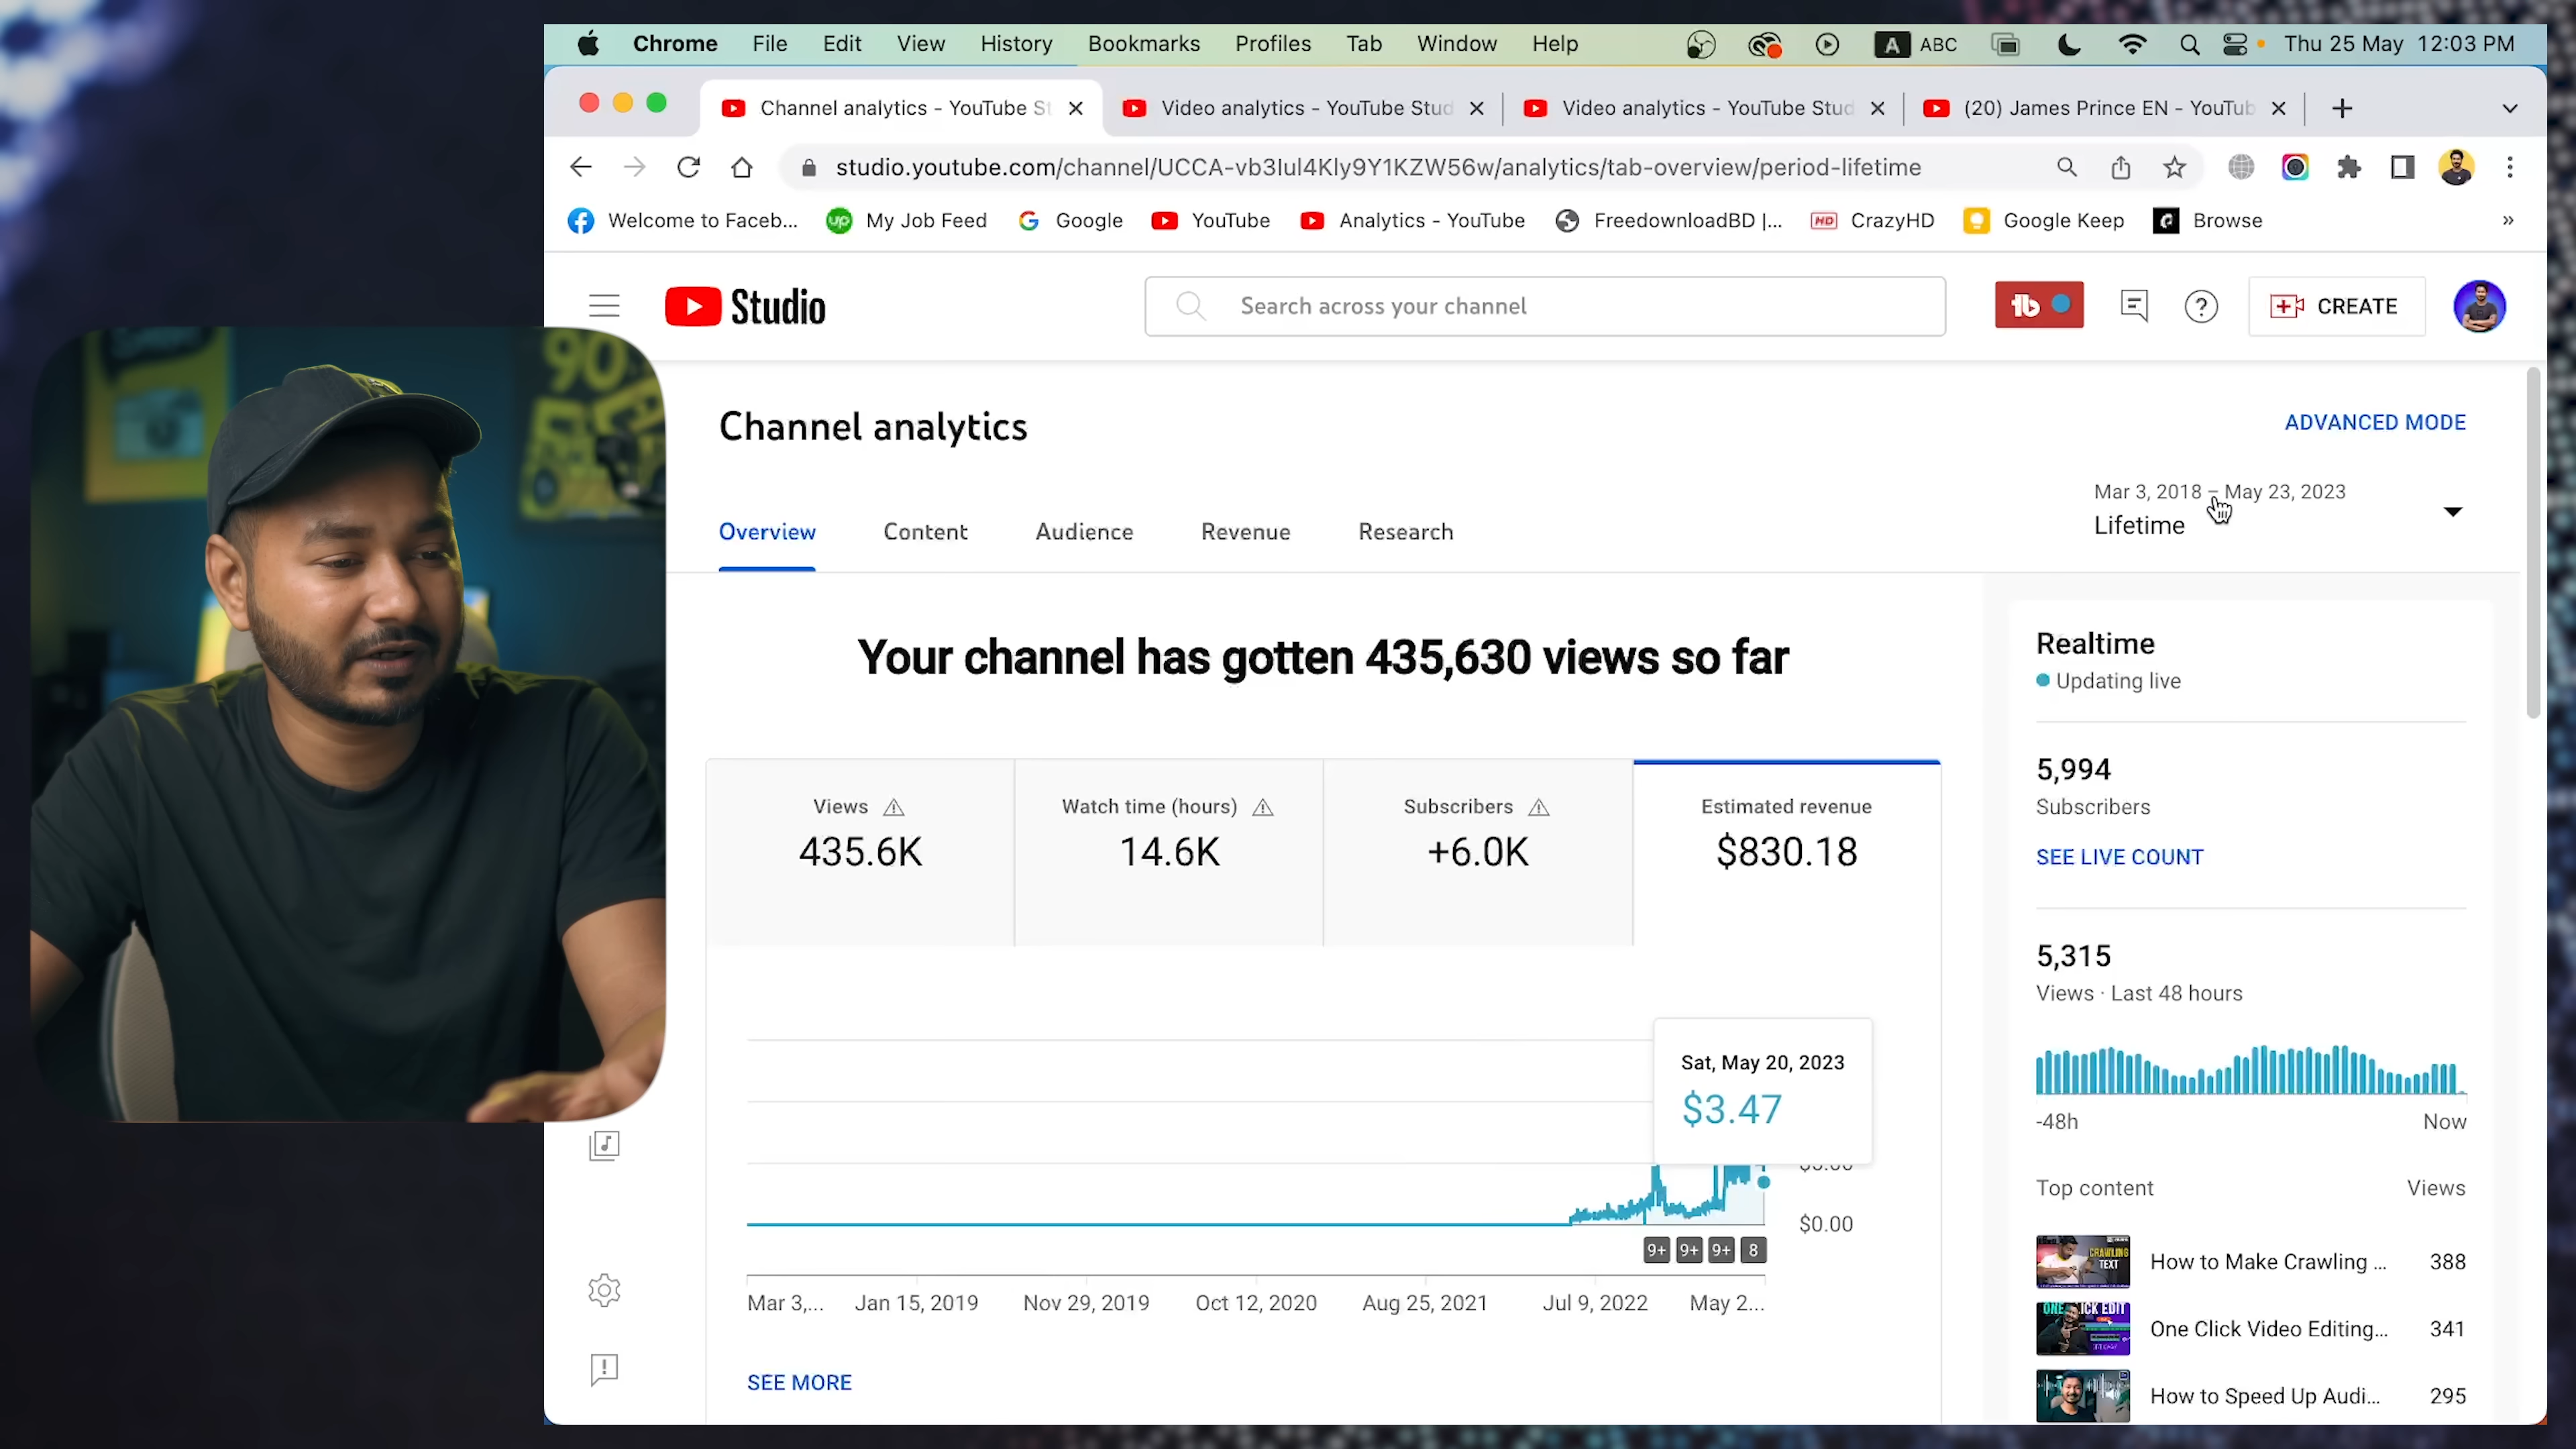 Chrome File Edit View History Bookmarks Profiles Tab Window Help A ABC Thu 25 May 12:03 PM
Channel analytics - YouTube St
Video analytics - YouTube Stud
Video analytics - YouTube Stud
(20) James Prince EN - YouTub
studio.youtube.com/channel/UCCA-vb3IuI4Kly9Y1KZW56w/analytics/tab-overview/period-lifetime
Welcome to Faceb... up My Job Feed Google YouTube Analytics - YouTube FreedownloadBD |... HD CrazyHD Google Keep Browse
Studio
Search across your channel
CREATE
90
Channel analytics
ADVANCED MODE
Mar 3, 2018 – May 23, 2023
Lifetime
Overview Content Audience Revenue Research
Your channel has gotten 435,630 views so far
Views
435.6K
Watch time (hours)
14.6K
Subscribers
+6.0K
Estimated revenue
$830.18
Sat, May 20, 2023
$3.47
$0.00
9+ 9+ 9+ 8
Mar 3,... Jan 15, 2019 Nov 29, 2019 Oct 12, 2020 Aug 25, 2021 Jul 9, 2022 May 2...
SEE MORE
Realtime
Updating live
5,994
Subscribers
SEE LIVE COUNT
5,315
Views · Last 48 hours
-48h Now
Top content Views
CRAWLING
TEXT
How to Make Crawling ... 388
One Click Video Editing... 341
How to Speed Up Audi... 295